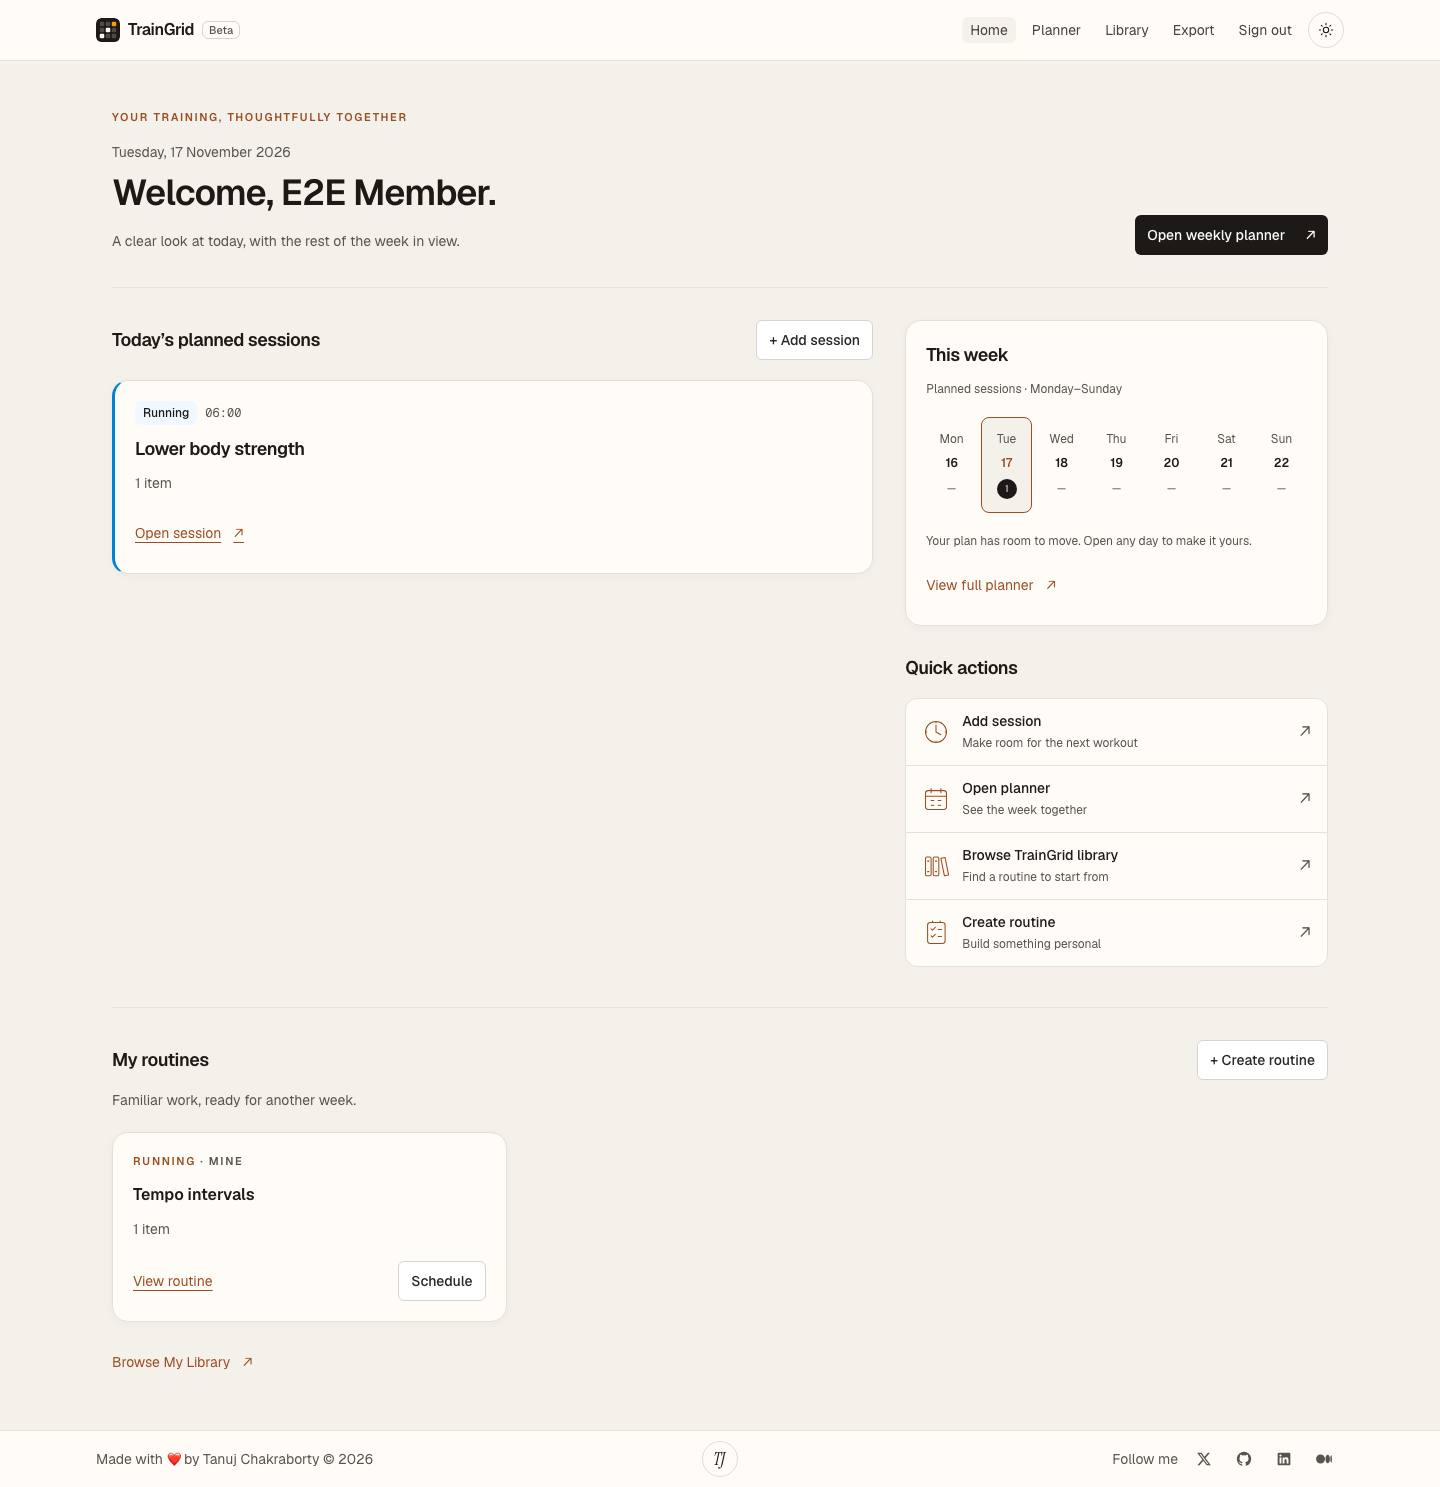 TrainGrid Beta
Home Planner Library Export Sign out
YOUR TRAINING, THOUGHTFULLY TOGETHER
Tuesday, 17 November 2026
Welcome, E2E Member.
A clear look at today, with the rest of the week in view.
Open weekly planner ↗
Today’s planned sessions
+ Add session
Running 06:00
Lower body strength
1 item
Open session ↗
This week
Planned sessions · Monday–Sunday
Mon Tue Wed Thu Fri Sat Sun
16 17 18 19 20 21 22
— 1 — — — — —
Your plan has room to move. Open any day to make it yours.
View full planner ↗
Quick actions
Add session ↗
Make room for the next workout
Open planner ↗
See the week together
Browse TrainGrid library ↗
Find a routine to start from
Create routine ↗
Build something personal
My routines
+ Create routine
Familiar work, ready for another week.
RUNNING · MINE
Tempo intervals
1 item
View routine
Schedule
Browse My Library ↗
Made with ❤️ by Tanuj Chakraborty © 2026
TJ
Follow me